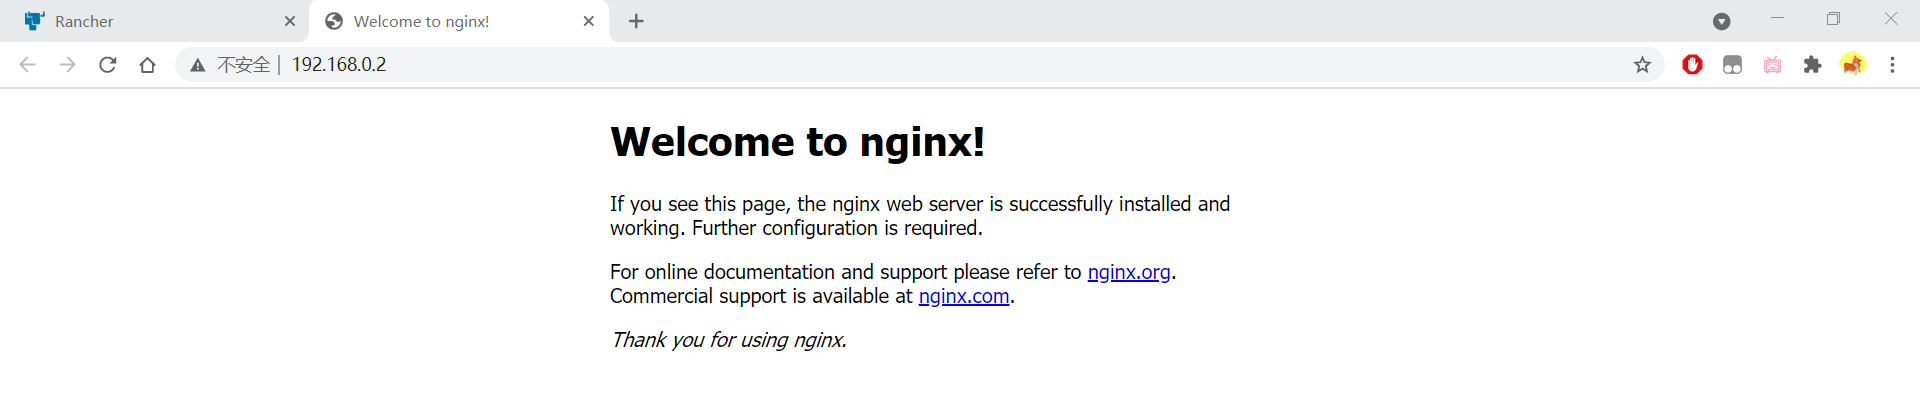 Rancher
Welcome to nginx!
不安全 | 192.168.0.2
Welcome to nginx!
If you see this page, the nginx web server is successfully installed and
working. Further configuration is required.
For online documentation and support please refer to nginx.org.
Commercial support is available at nginx.com.
Thank you for using nginx.